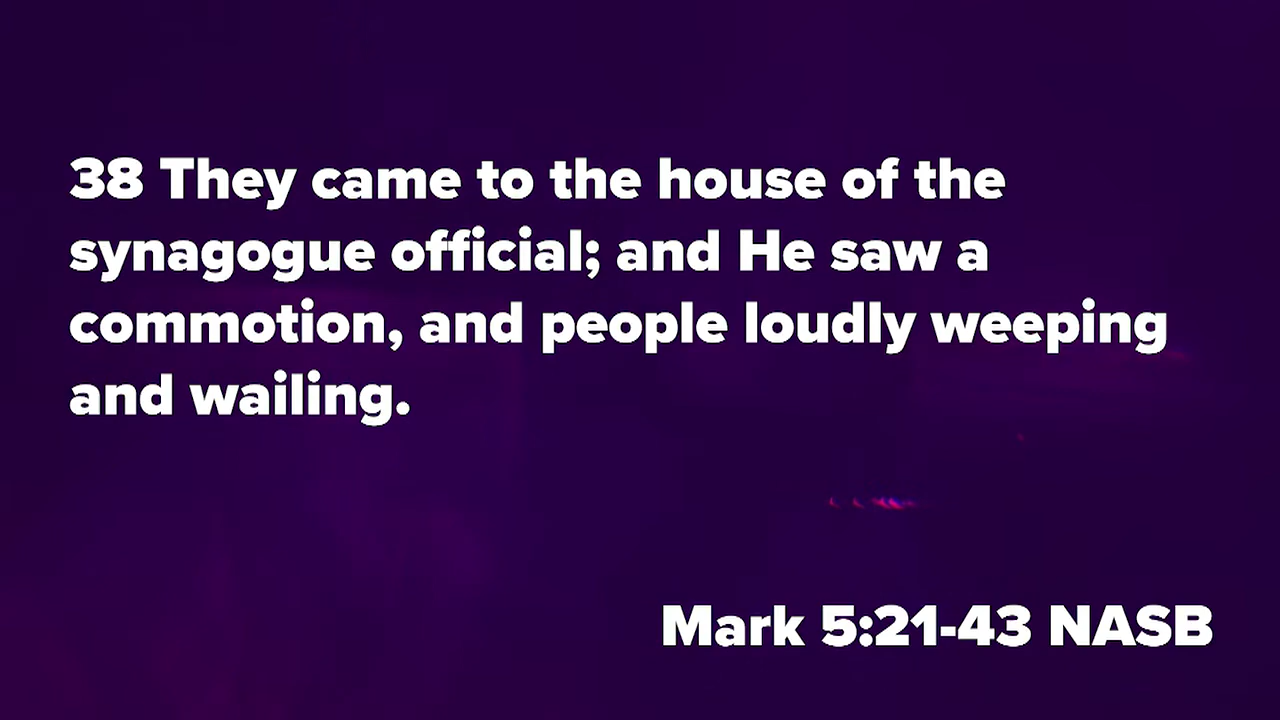 38 They came to the house of the
synagogue official; and He saw a
commotion, and people loudly weeping
and wailing.
Mark 5:21-43 NASB